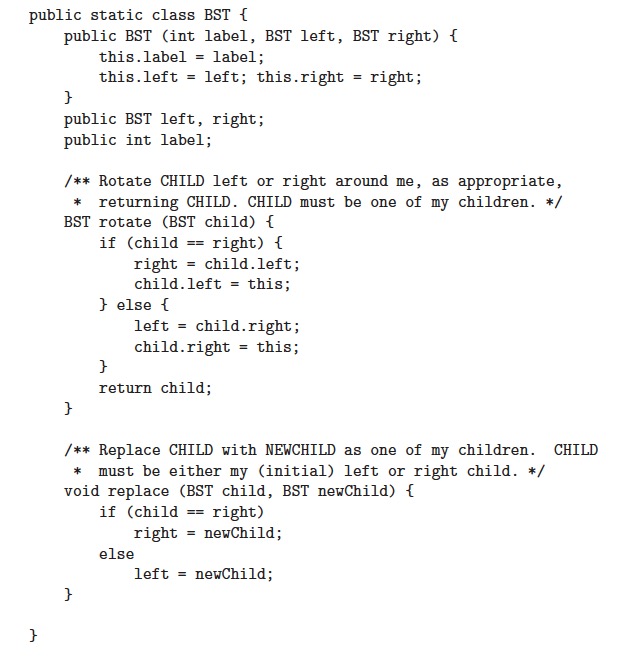 public static class BST {
    public BST (int label, BST left, BST right) {
        this.label = label;
        this.left = left; this.right = right;
    }
    public BST left, right;
    public int label;

    /** Rotate CHILD left or right around me, as appropriate,
     *  returning CHILD. CHILD must be one of my children. */
    BST rotate (BST child) {
        if (child == right) {
            right = child.left;
            child.left = this;
        } else {
            left = child.right;
            child.right = this;
        }
        return child;
    }

    /** Replace CHILD with NEWCHILD as one of my children.  CHILD
     *  must be either my (initial) left or right child. */
    void replace (BST child, BST newChild) {
        if (child == right)
            right = newChild;
        else
            left = newChild;
    }

}